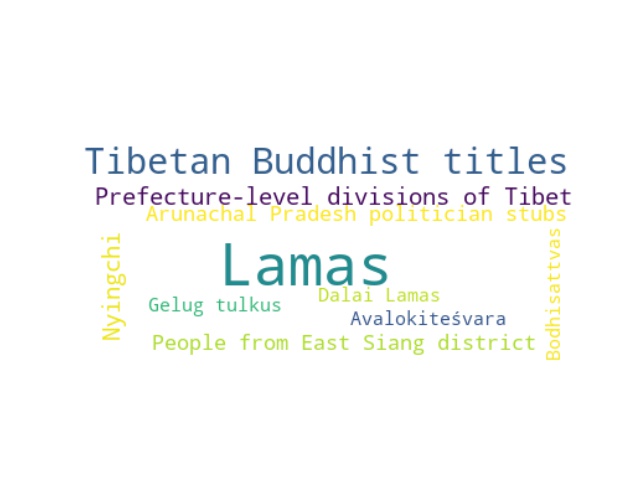 Tibetan Buddhist titles
Prefecture-level divisions of Tibet
Arunachal Pradesh politician stubs
Nyingchi
Lamas
Bodhisattvas
Dalai Lamas
Gelug tulkus
Avalokiteśvara
People from East Siang district